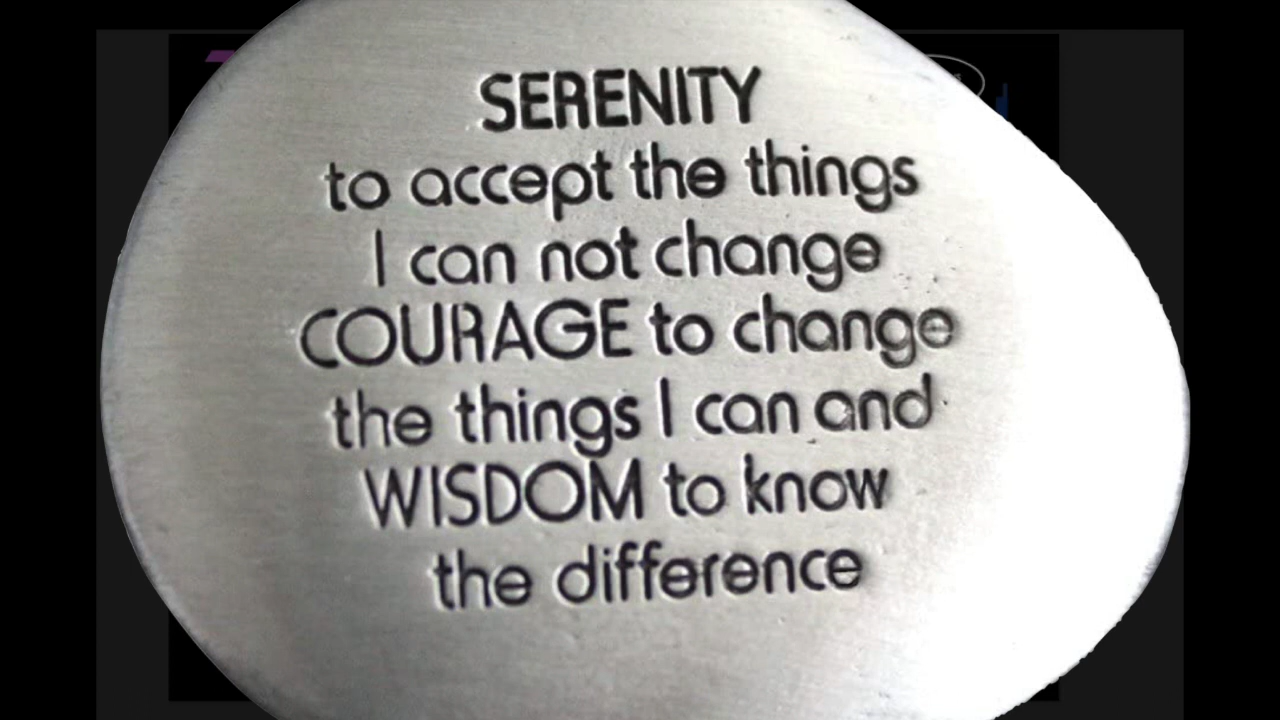 SERENITY
to accept the things
I can not change
COURAGE to change
the things I can and
WISDOM to know
the difference